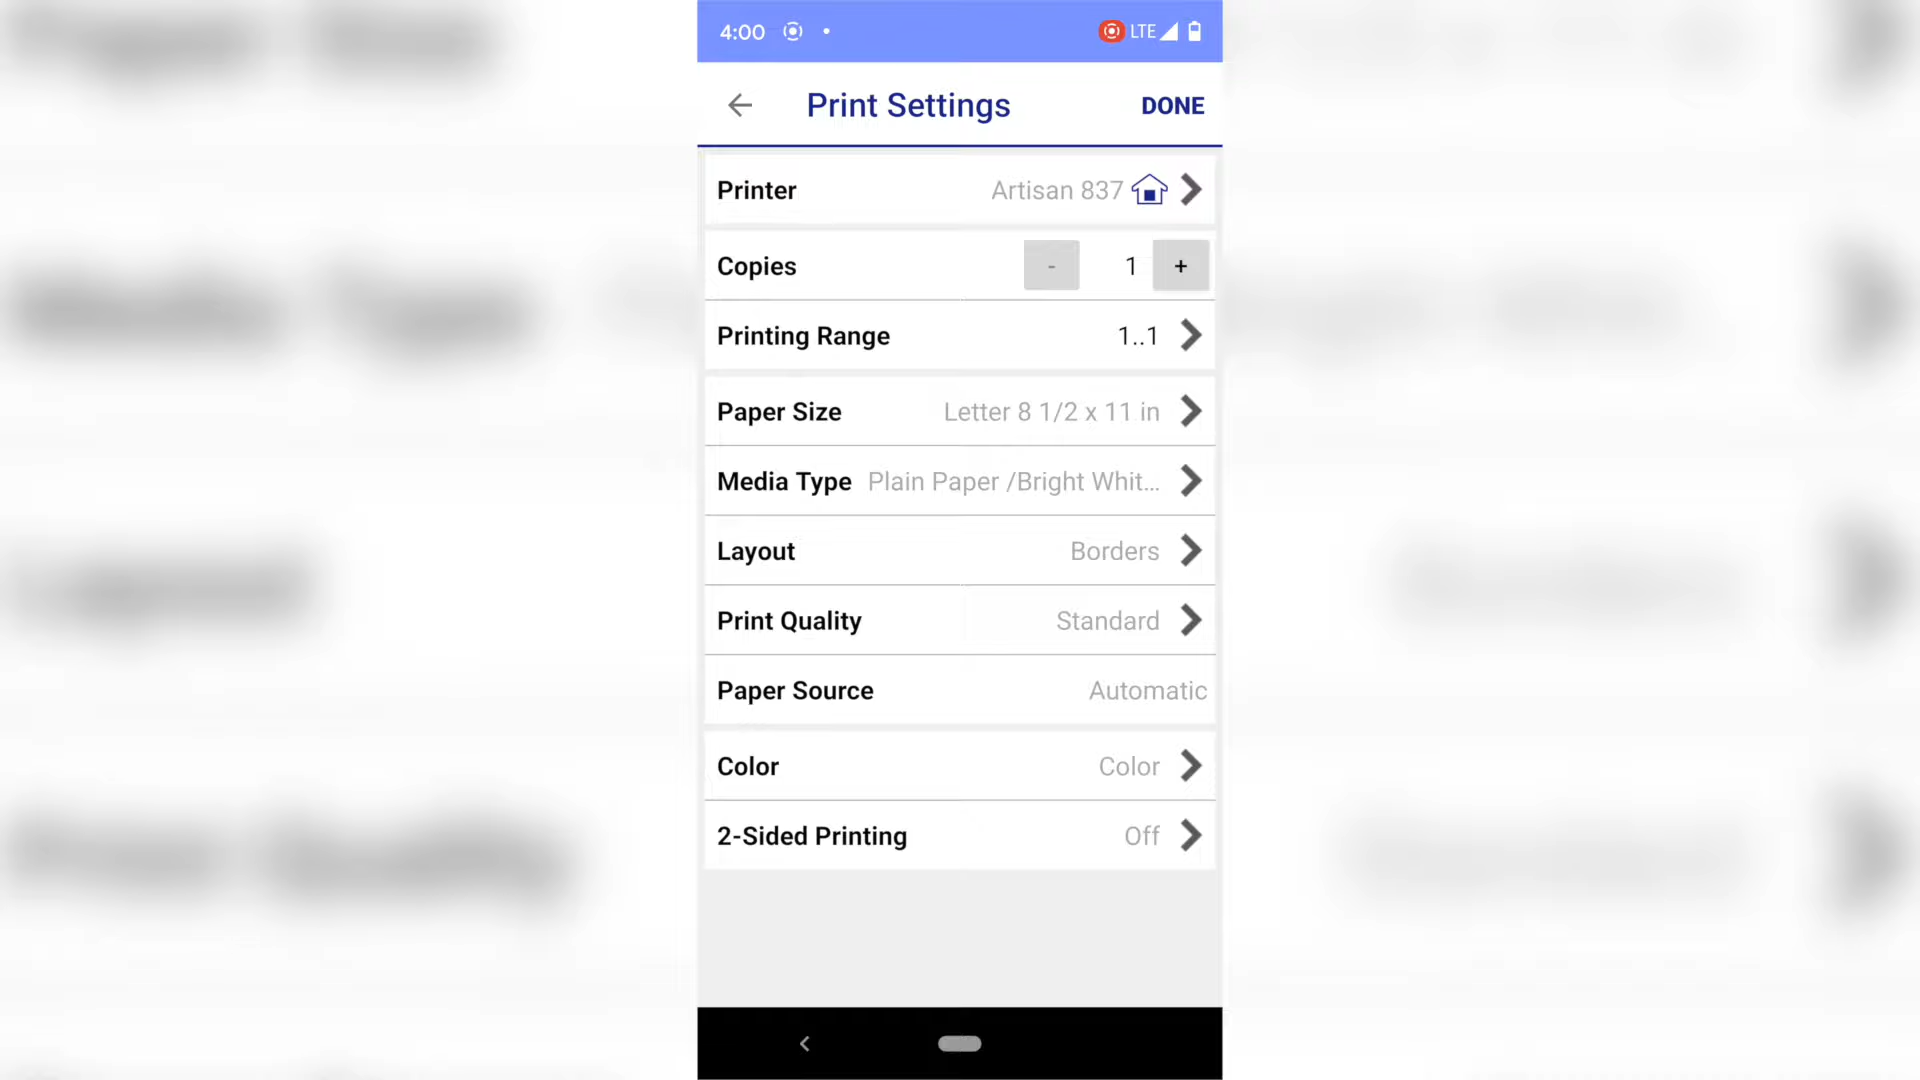 4:00 LTE
Print Settings DONE
Printer Artisan 837
Copies - 1 +
Printing Range 1..1
Paper Size Letter 8 1/2 x 11 in
Media Type Plain Paper /Bright Whit...
Layout Borders
Print Quality Standard
Paper Source Automatic
Color Color
2-Sided Printing Off